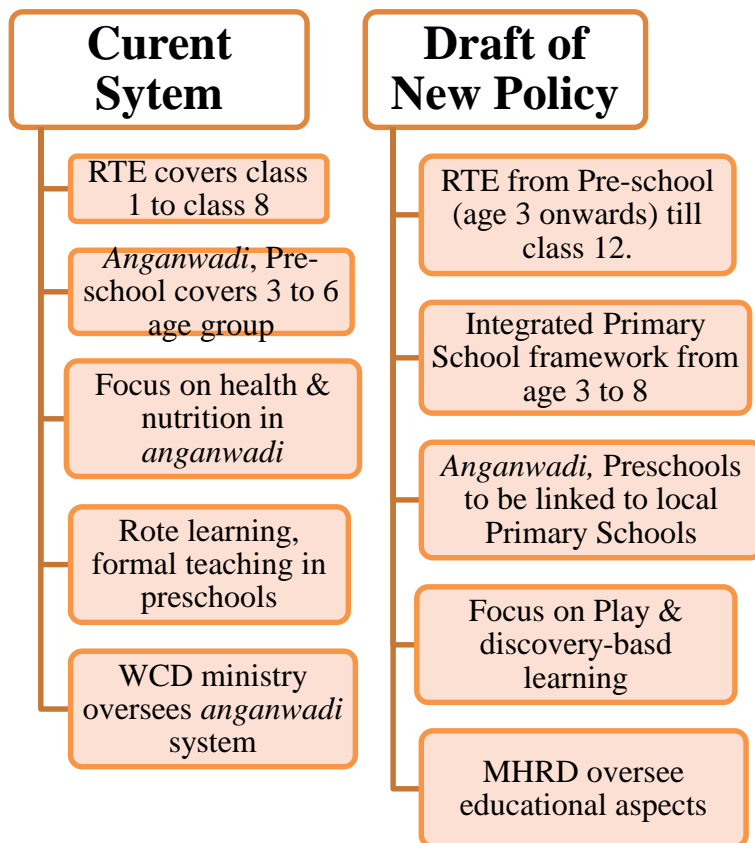 Curent
Sytem
RTE covers class
1 to class 8
Anganwadi, Pre-
school covers 3 to 6
age group
Focus on health &
nutrition in
anganwadi
Rote learning,
formal teaching in
preschools
WCD ministry
oversees anganwadi
system
Draft of
New Policy
RTE from Pre-school
(age 3 onwards) till
class 12.
Integrated Primary
School framework from
age 3 to 8
Anganwadi, Preschools
to be linked to local
Primary Schools
Focus on Play &
discovery-basd
learning
MHRD oversee
educational aspects